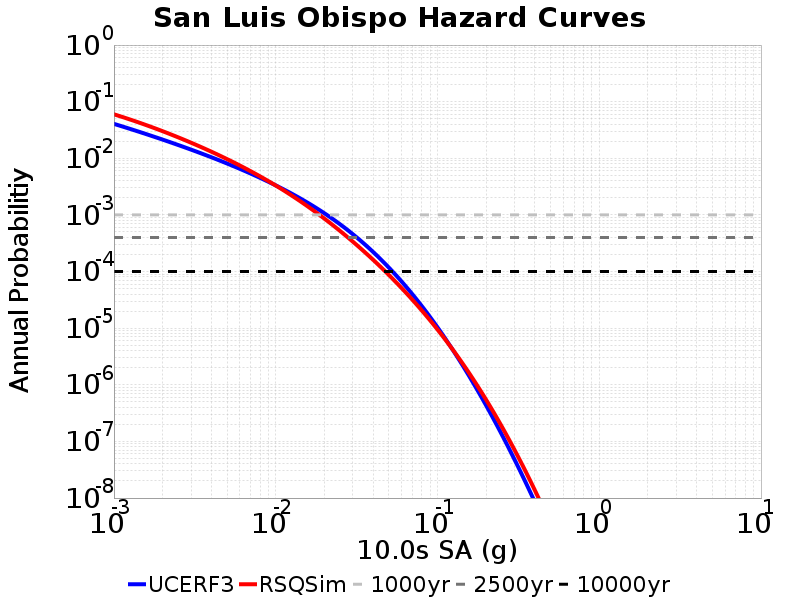 San Luis Obispo Hazard Curves
Annual Probabilitiy
10^0
10^-1
10^-2
10^-3
10^-4
10^-5
10^-6
10^-7
10^-8
10^-3 10^-2 10^-1 10^0 10^1
10.0s SA (g)
UCERF3 RSQSim 1000yr 2500yr 10000yr